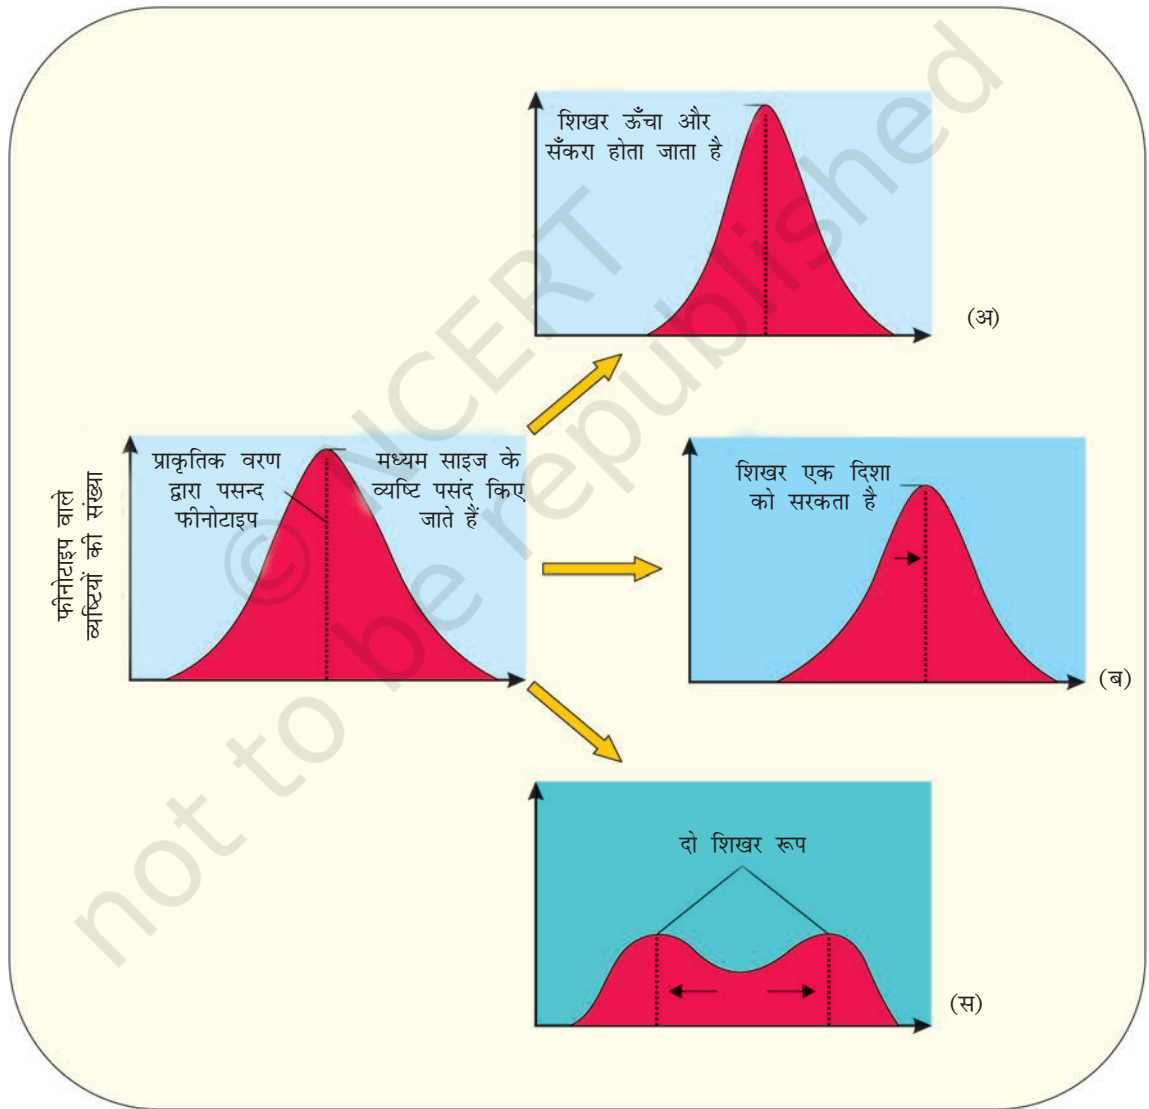 शिखर ऊँचा और
सँकरा होता जाता है
(अ)
फीनोटाइप वाले
व्यष्टियों की संख्या
प्राकृतिक वरण
द्वारा पसन्द
फीनोटाइप
मध्यम साइज के
व्यष्टि पसंद किए
जाते हैं
शिखर एक दिशा
को सरकता है
(ब)
दो शिखर रूप
(स)
© NCERT
not to be republished